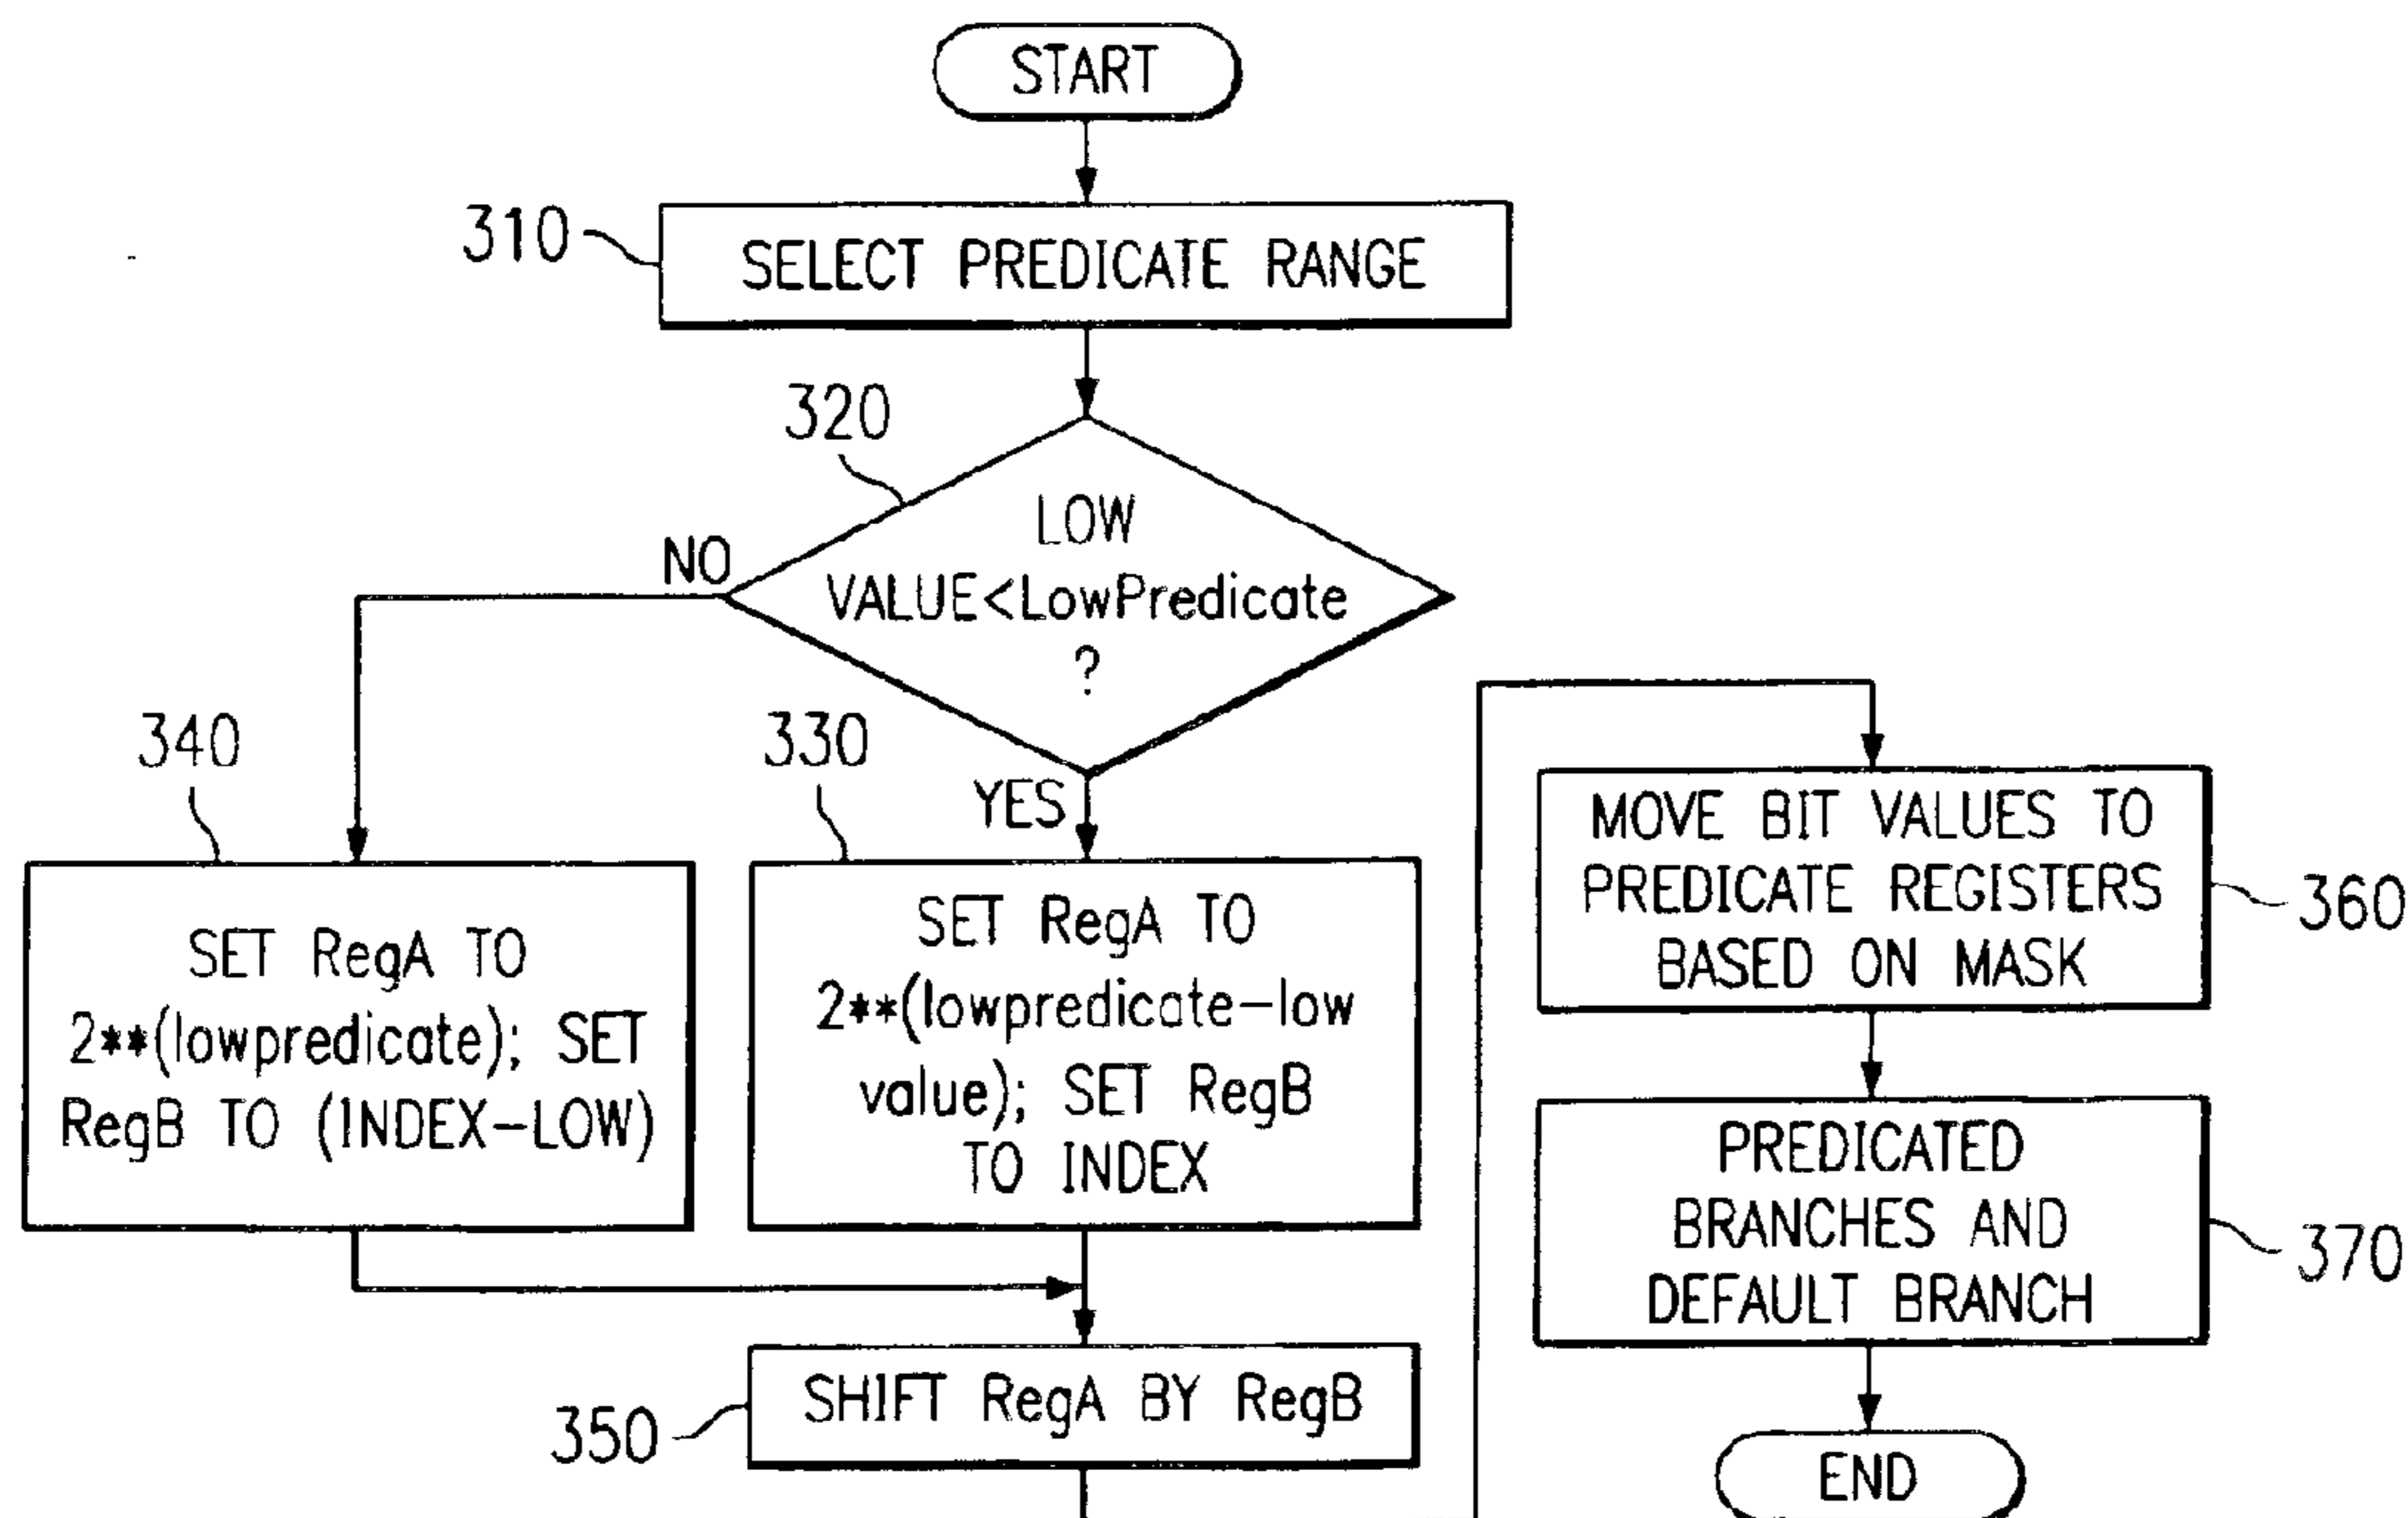 START
310
SELECT PREDICATE RANGE
320
LOW
VALUE<LowPredicate
?
NO
YES
340
SET RegA TO
2**(lowpredicate); SET
RegB TO (INDEX-LOW)
330
SET RegA TO
2**(lowpredicate-low
value); SET RegB
TO INDEX
350
SHIFT RegA BY RegB
MOVE BIT VALUES TO
PREDICATE REGISTERS
BASED ON MASK
360
PREDICATED
BRANCHES AND
DEFAULT BRANCH
370
END